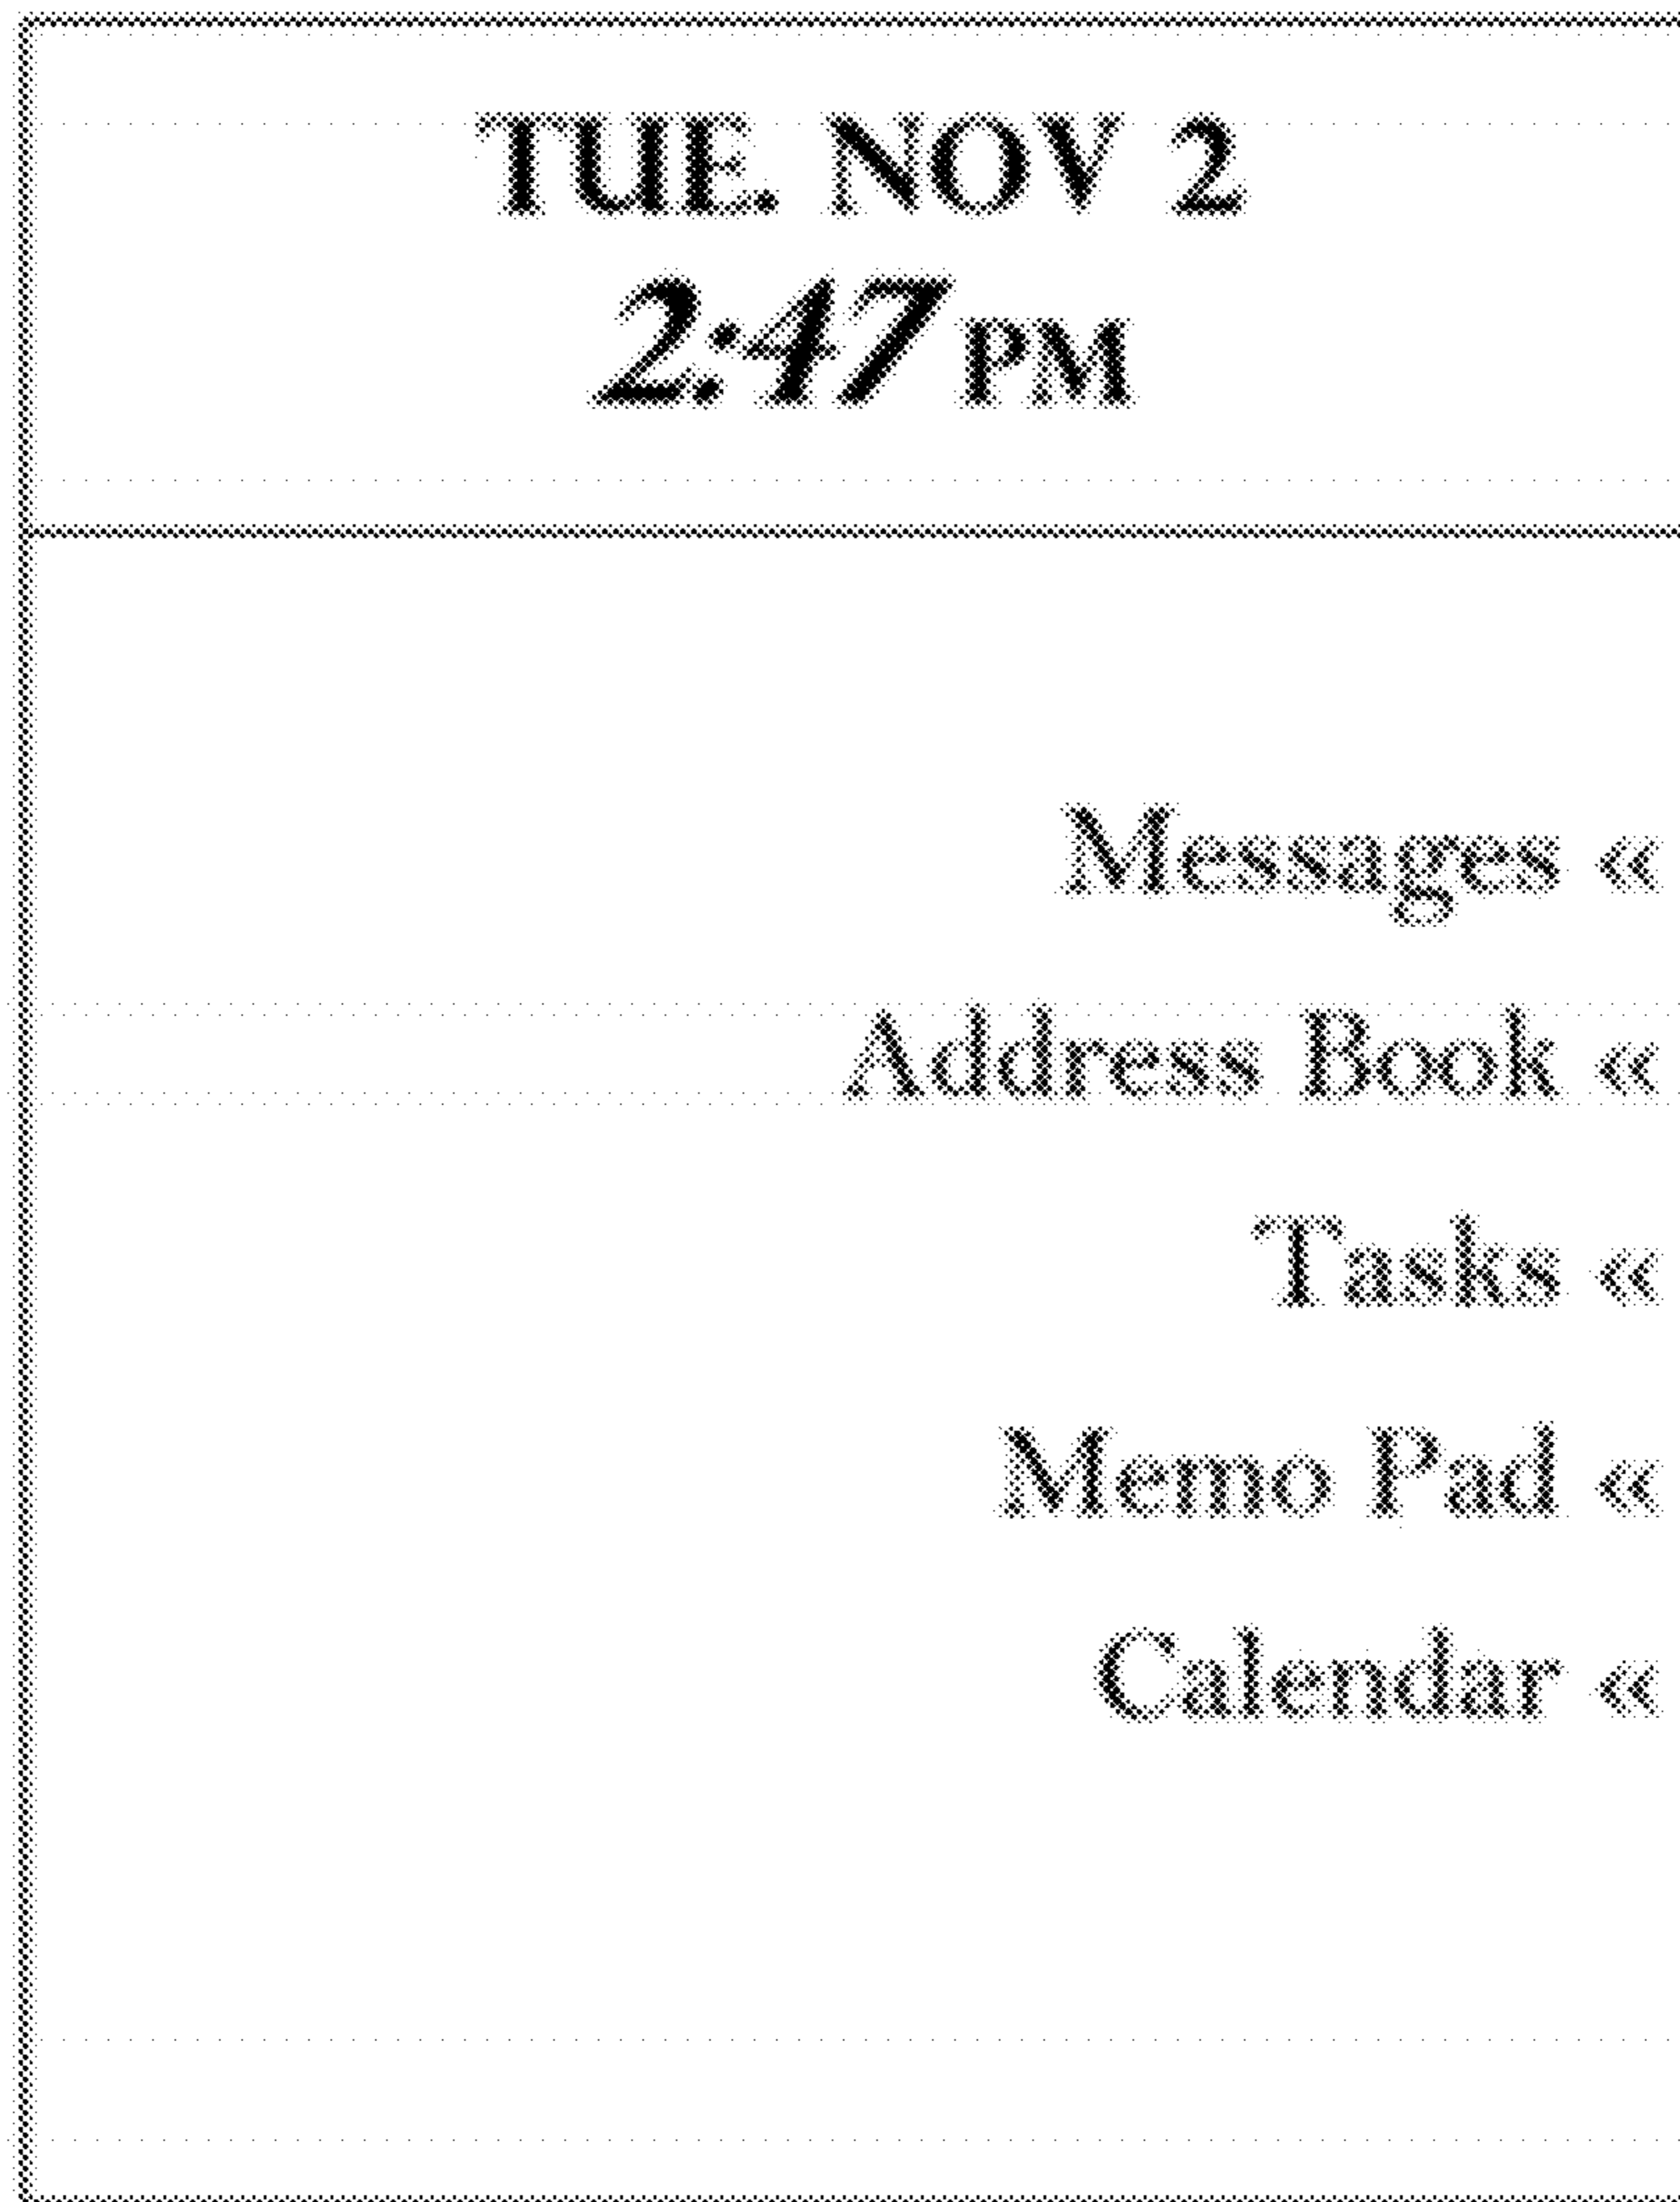 TUE. NOV 2
2:47 PM
Messages «
Address Book «
Tasks «
Memo Pad «
Calendar «